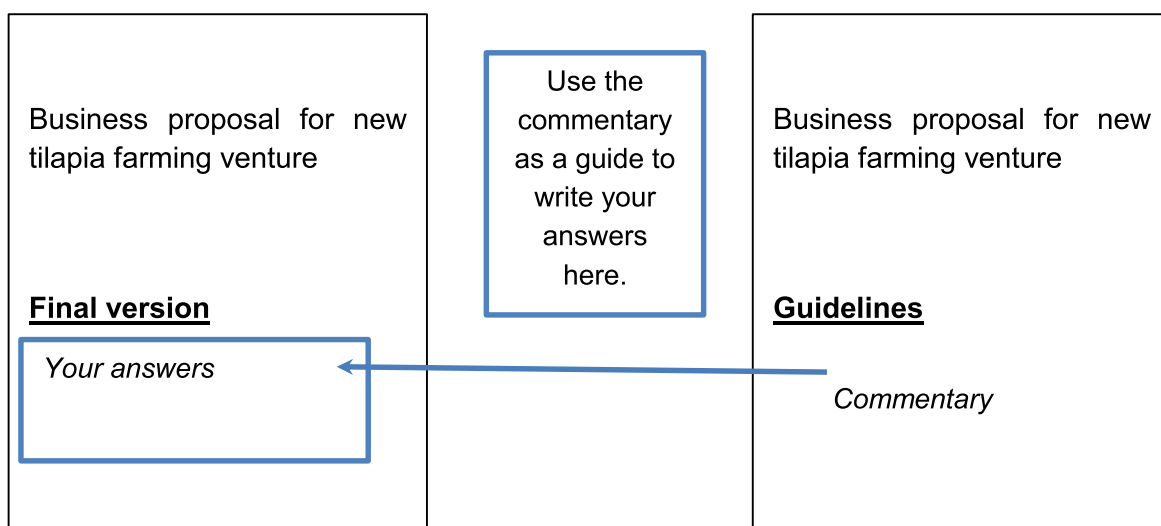 Business proposal for new
tilapia farming venture
Final version
Your answers
Use the
commentary
as a guide to
write your
answers
here.
Business proposal for new
tilapia farming venture
Guidelines
Commentary